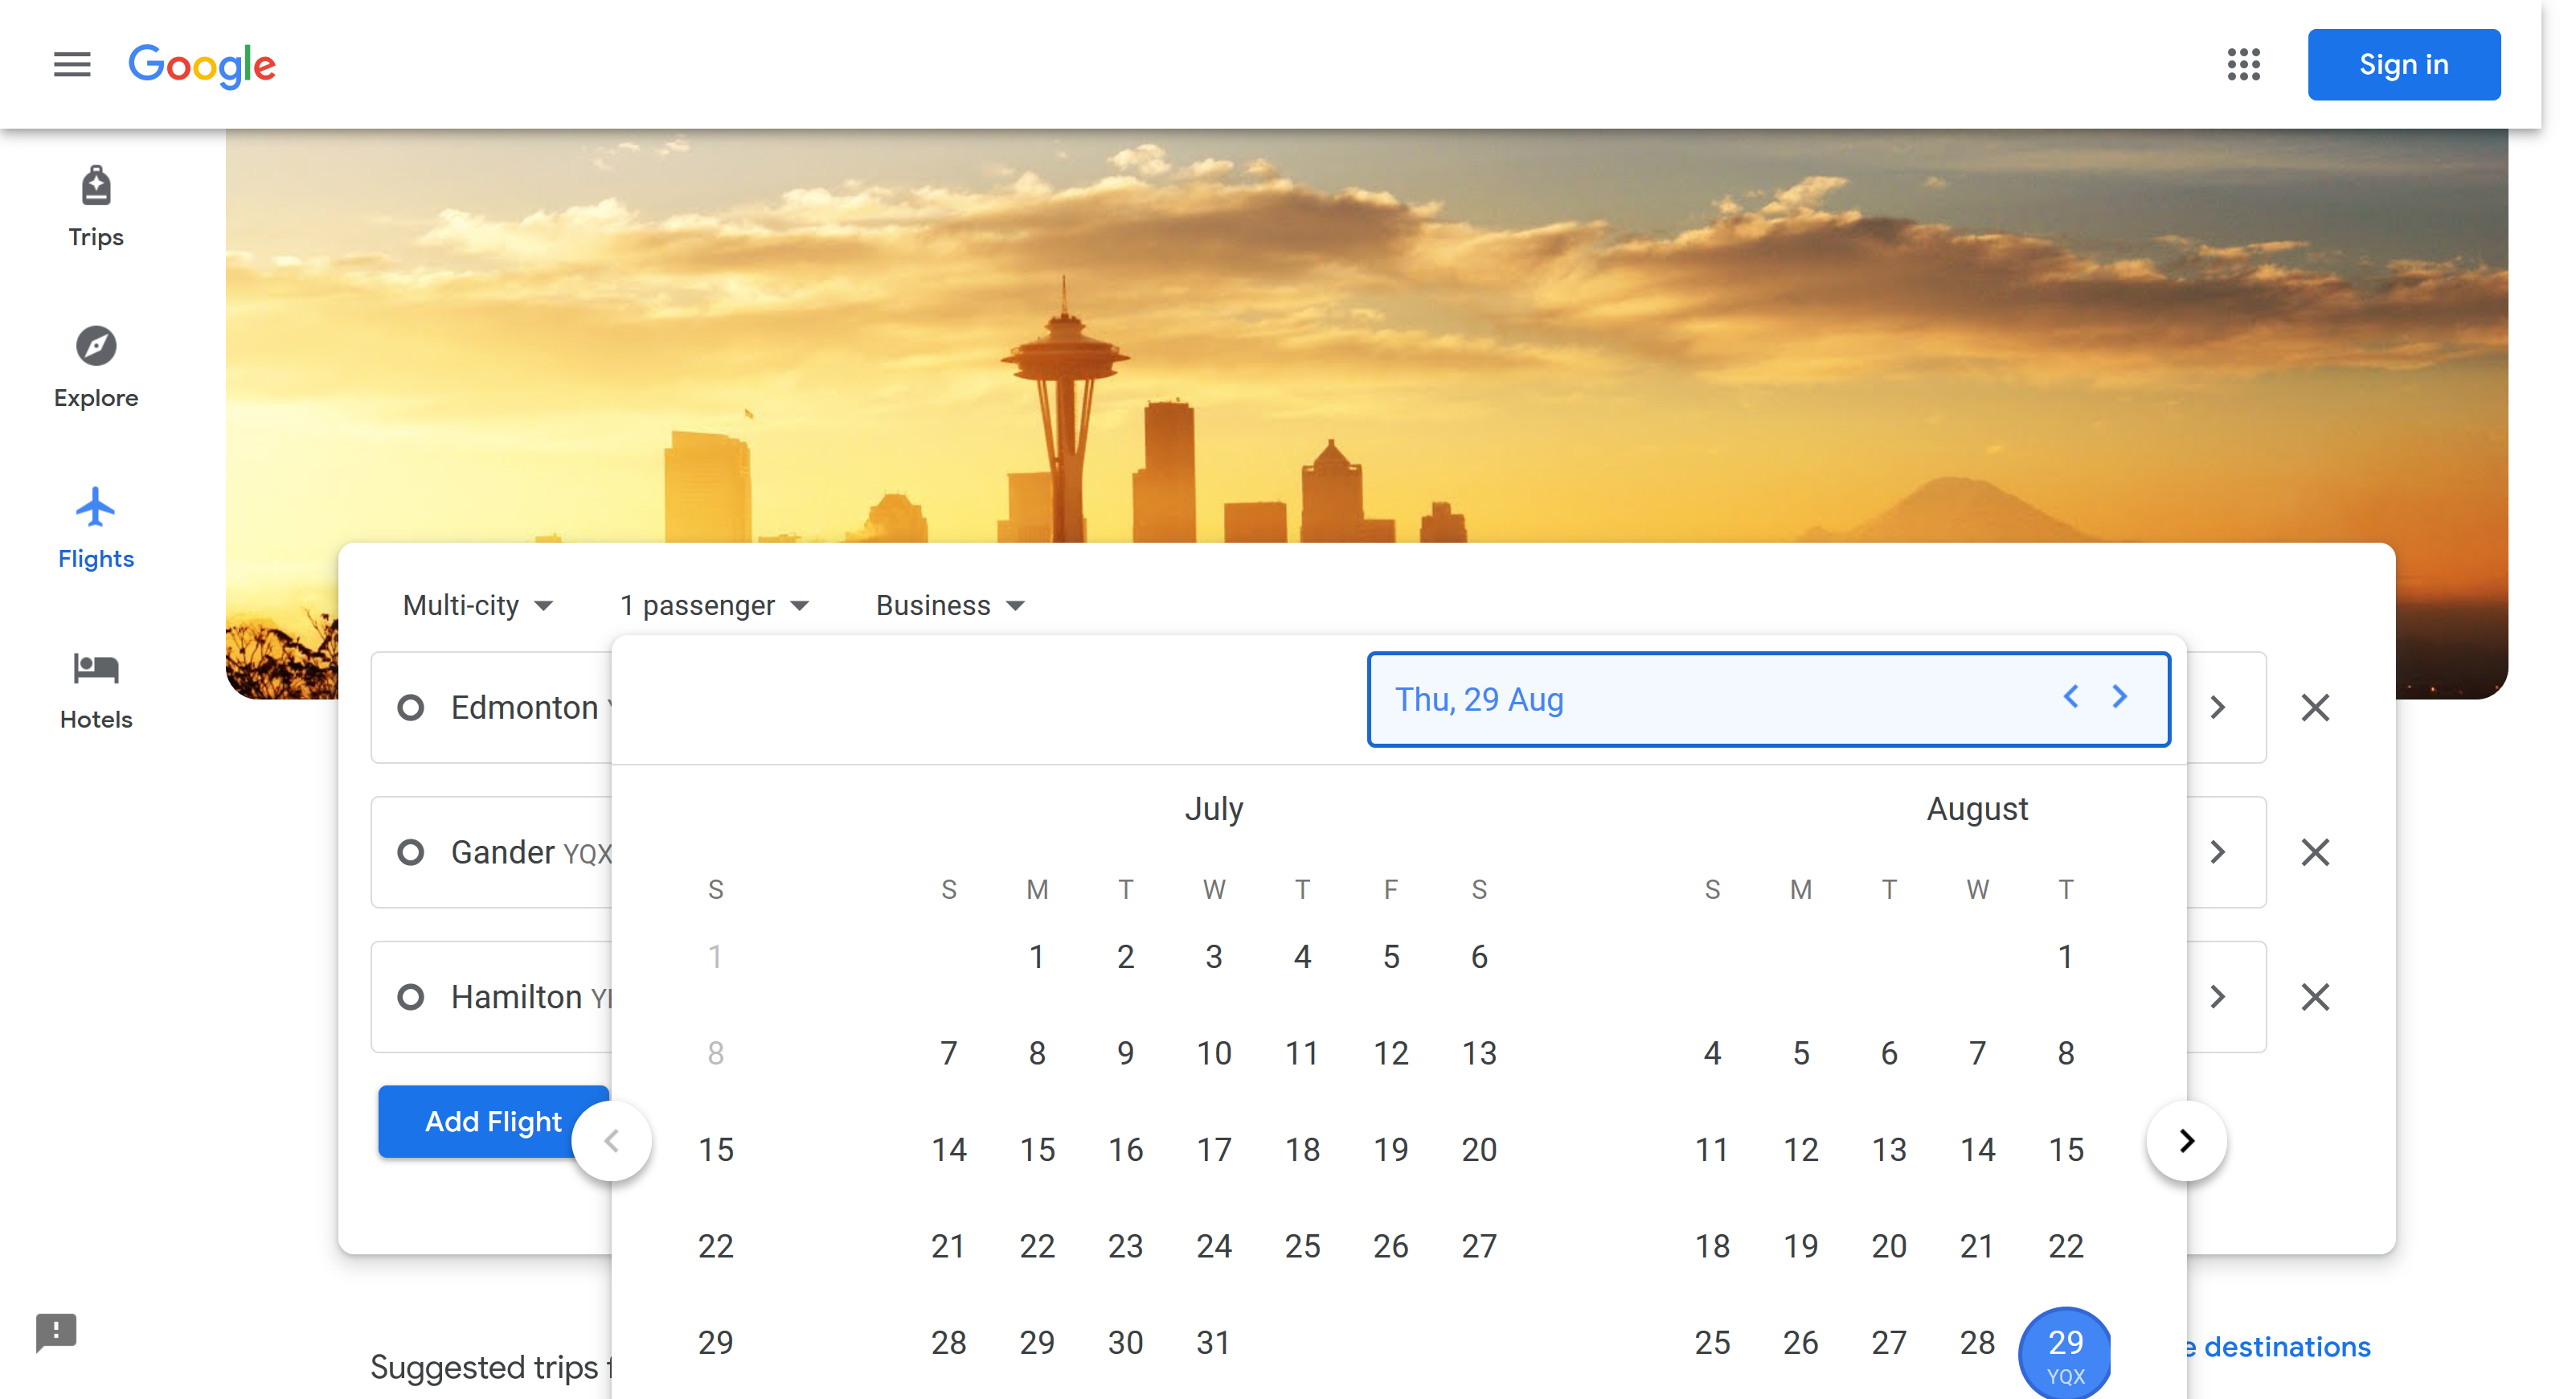 Google
Sign in
Trips
Explore
Flights
Hotels
Multi-city
1 passenger
Business
Edmonton
Thu, 29 Aug
Gander YQX
Hamilton
Add Flight
July
August
S
S M T W T F S
S M T W T
1
1 2 3 4 5 6
1
8
7 8 9 10 11 12 13
4 5 6 7 8
15
14 15 16 17 18 19 20
11 12 13 14 15
22
21 22 23 24 25 26 27
18 19 20 21 22
29
28 29 30 31
25 26 27 28 29
YQX
Suggested trips
destinations